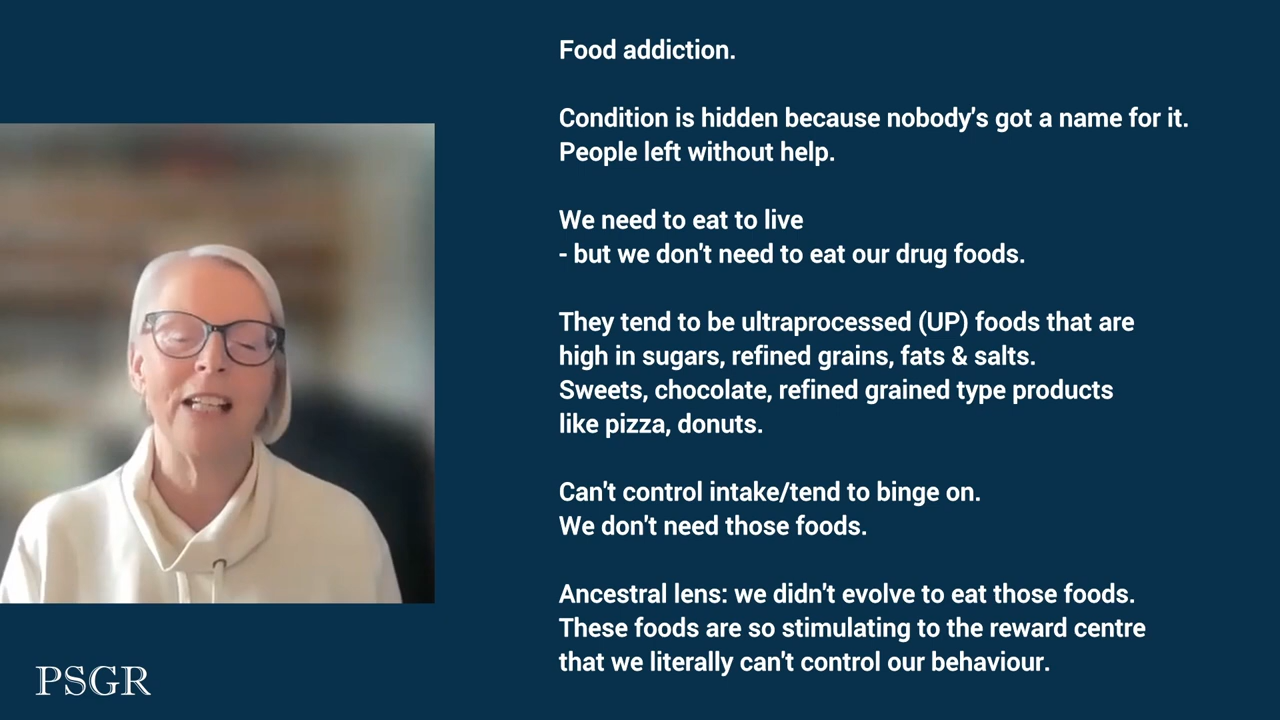 Food addiction.
Condition is hidden because nobody's got a name for it.
People left without help.
We need to eat to live
- but we don't need to eat our drug foods.
They tend to be ultraprocessed (UP) foods that are
high in sugars, refined grains, fats & salts.
Sweets, chocolate, refined grained type products
like pizza, donuts.
Can't control intake/tend to binge on.
We don't need those foods.
Ancestral lens: we didn't evolve to eat those foods.
These foods are so stimulating to the reward centre
that we literally can't control our behaviour.
PSGR